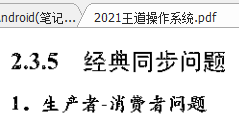 Android(笔记...
2021王道操作系统.pdf
2.3.5 经典同步问题
1. 生产者-消费者问题